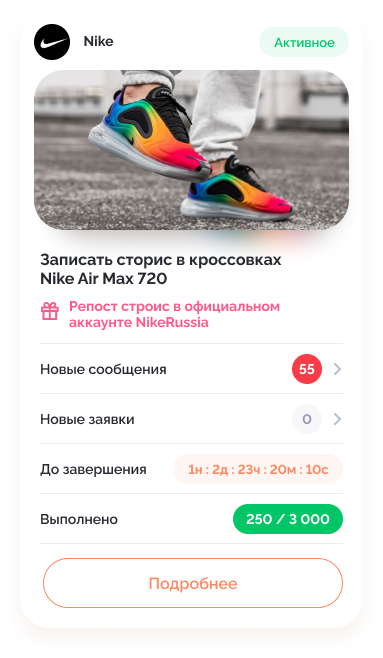 Nike
Активное
Записать сторис в кроссовках
Nike Air Max 720
Репост строис в официальном
аккаунте NikeRussia
Новые сообщения
55
Новые заявки
0
До завершения
1н : 2д : 23ч : 20м : 10с
Выполнено
250 / 3 000
Подробнее